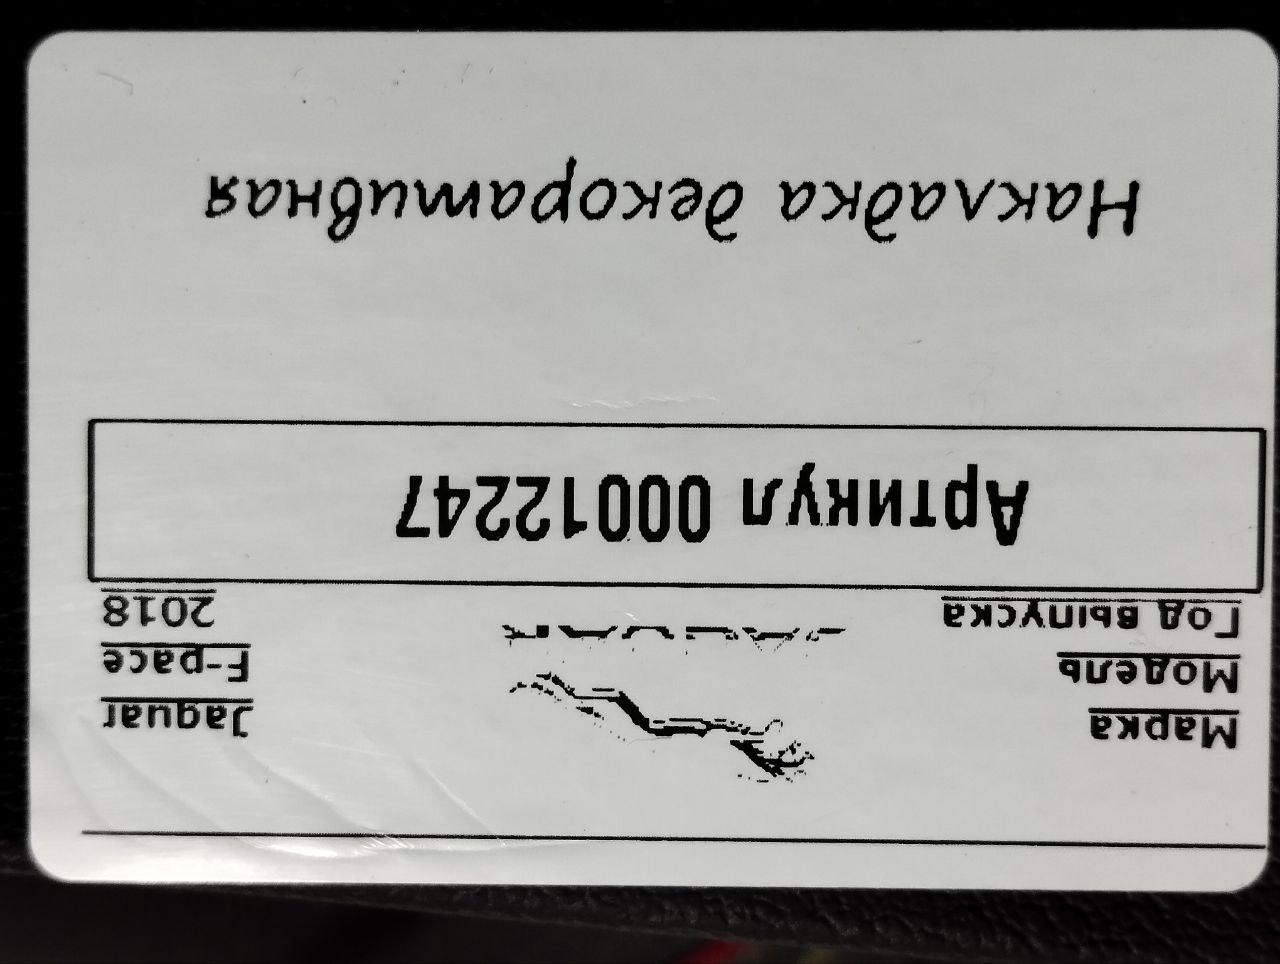 Марка Jaguar
Модель F-pace
Год выпуска 2018
Артикул 00012247
Накладка декоративная